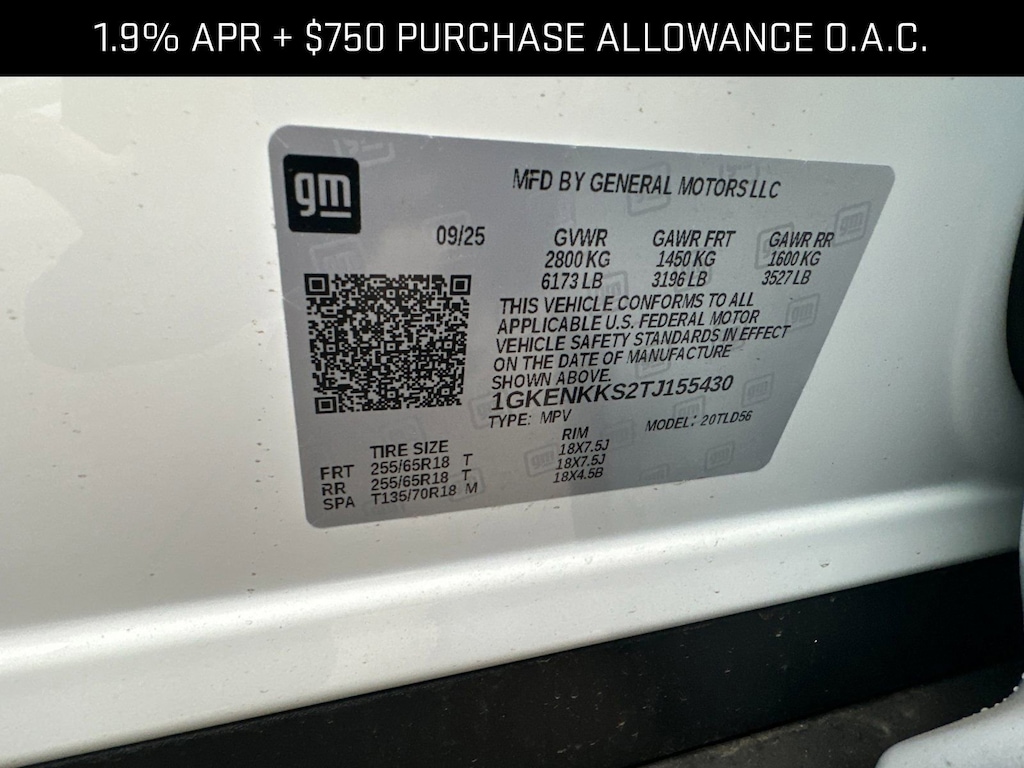 1.9% APR + $750 PURCHASE ALLOWANCE O.A.C.
gm
MFD BY GENERAL MOTORS LLC
09/25 GVWR GAWR FRT GAWR RR
2800 KG 1450 KG 1600 KG
6173 LB 3196 LB 3527 LB
THIS VEHICLE CONFORMS TO ALL
APPLICABLE U.S. FEDERAL MOTOR
VEHICLE SAFETY STANDARDS IN EFFECT
ON THE DATE OF MANUFACTURE
SHOWN ABOVE.
1GKENKKS2TJ155430
TYPE: MPV MODEL: 20TLD56
TIRE SIZE RIM
FRT 255/65R18 T 18X7.5J
RR 255/65R18 T 18X7.5J
SPA T135/70R18 M 18X4.5B